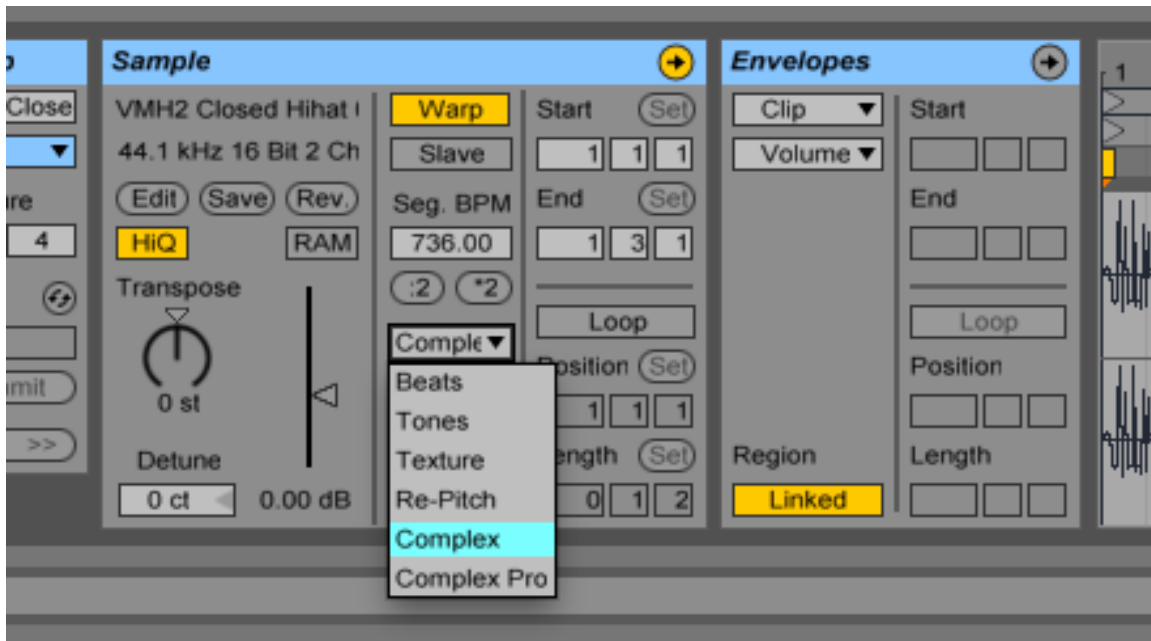 Close
4
>>
Sample
VMH2 Closed Hihat
44.1 kHz 16 Bit 2 Ch
Edit Save Rev.
HiQ RAM
Transpose
0 st
Detune
0 ct 0.00 dB
Warp
Slave
Seg. BPM
736.00
:2 *2
Comple
Beats
Tones
Texture
Re-Pitch
Complex
Complex Pro
Start Set
1 1 1
End Set
1 3 1
Loop
Position Set
1 1 1
ength Set
0 1 2
Envelopes
Clip
Volume
Region
Linked
Start
End
Loop
Position
Length
1